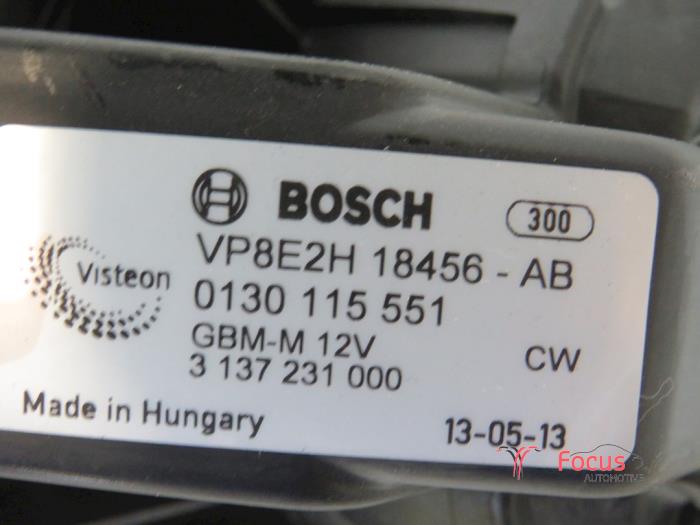 BOSCH 300
VP8E2H 18456 - AB
Visteon
0130 115 551
GBM-M 12V
CW
3 137 231 000
Made in Hungary
13-05-13
Focus
AUTOMOTIVE